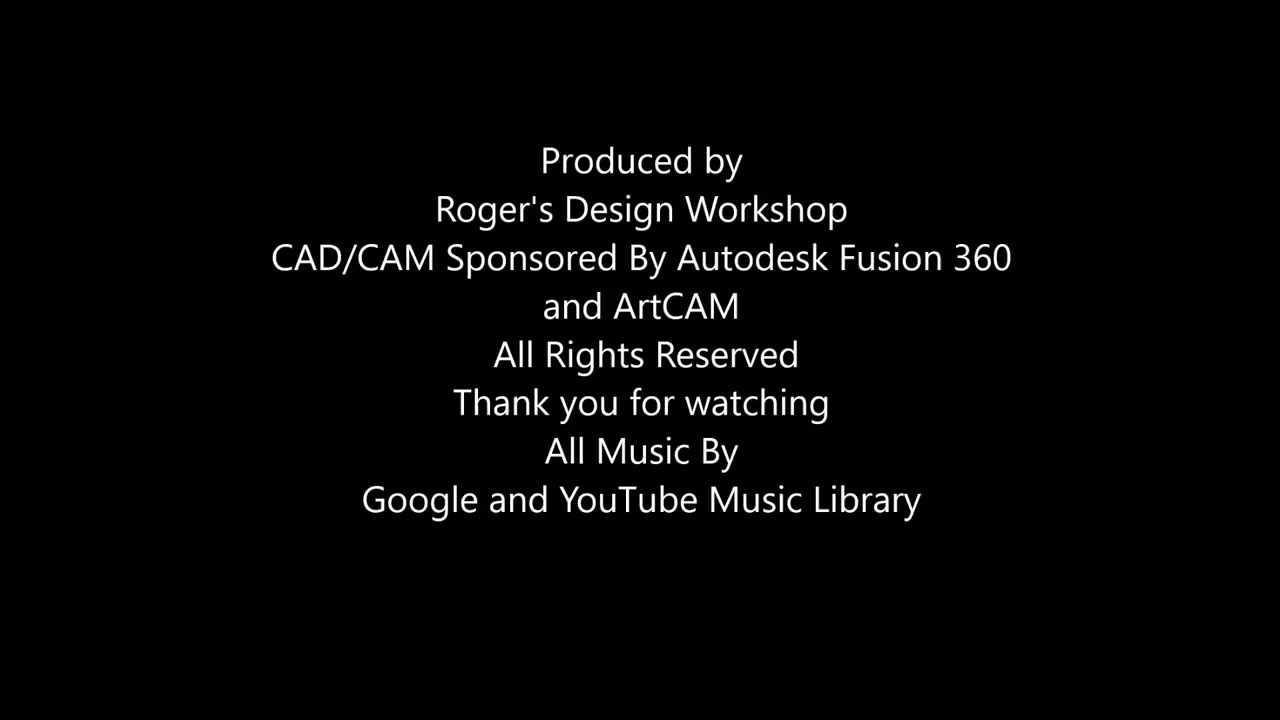 Produced by
Roger's Design Workshop
CAD/CAM Sponsored By Autodesk Fusion 360
and ArtCAM
All Rights Reserved
Thank you for watching
All Music By
Google and YouTube Music Library